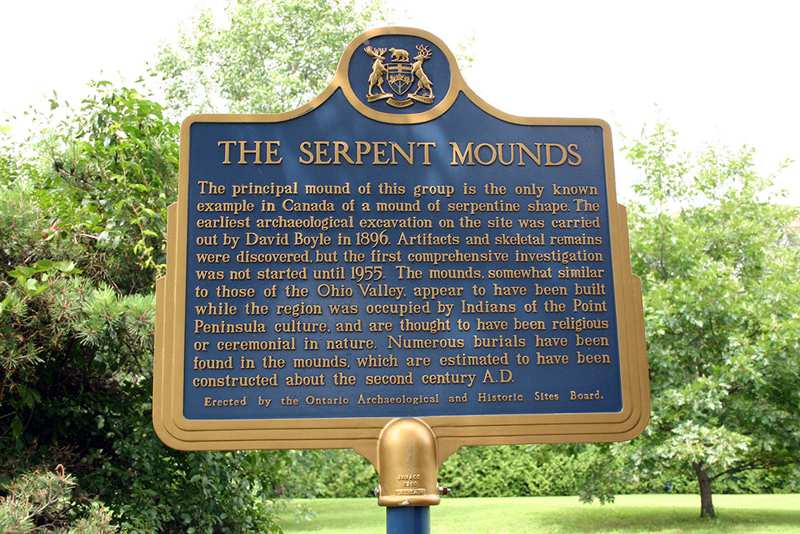 THE SERPENT MOUNDS
The principal mound of this group is the only known
example in Canada of a mound of serpentine shape. The
earliest archaeological excavation on the site was carried
out by David Boyle in 1896. Artifacts and skeletal remains
were discovered, but the first comprehensive investigation
was not started until 1955. The mounds, somewhat similar
to those of the Ohio Valley, appear to have been built
while the region was occupied by Indians of the Point
Peninsula culture, and are thought to have been religious
or ceremonial in nature. Numerous burials have been
found in the mounds, which are estimated to have been
constructed about the second century A.D.
Erected by the Ontario Archaeological and Historic Sites Board.